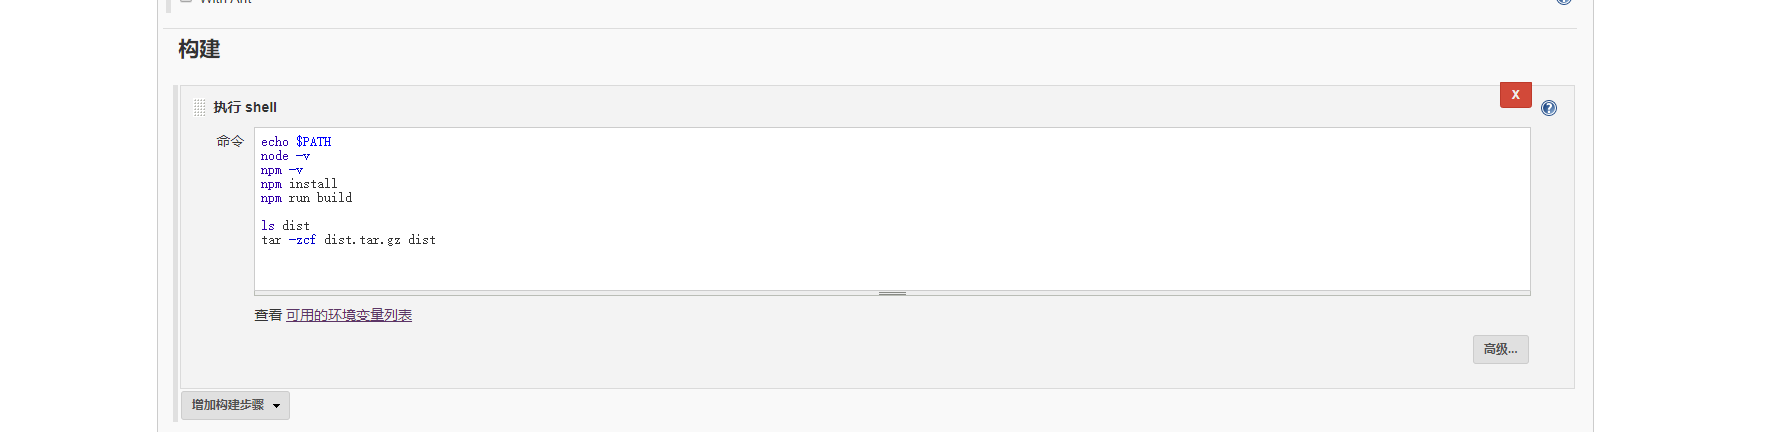 With Ant
构建
执行 shell
X
命令
echo $PATH
node -v
npm -v
npm install
npm run build
ls dist
tar -zcf dist.tar.gz dist
查看 可用的环境变量列表
高级...
增加构建步骤